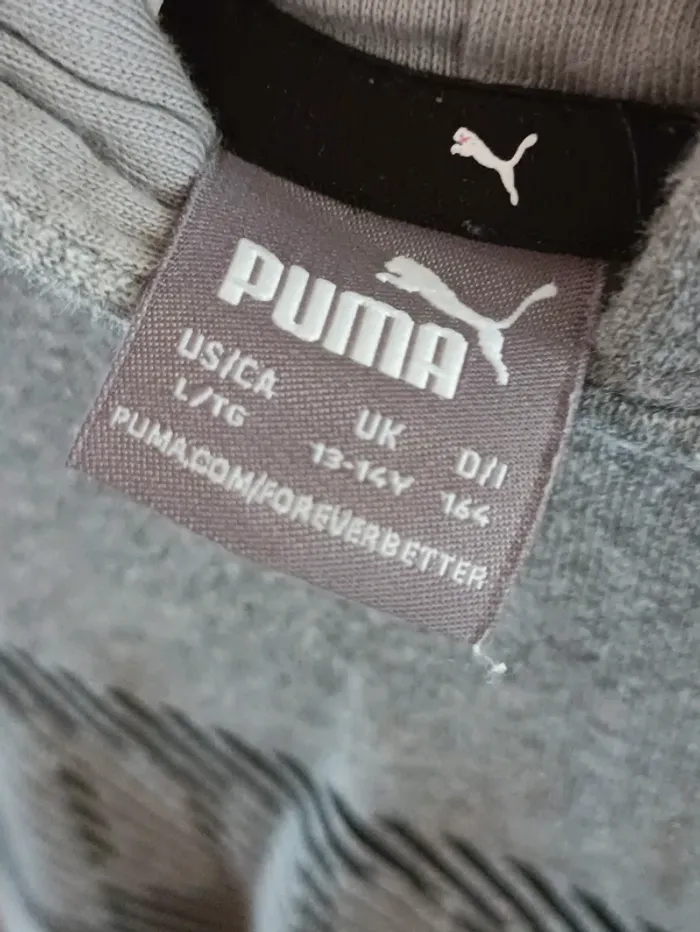 PUMA
US/CA UK D/I
L/TG 13-14Y 164
PUMA.COM/FOREVERBETTER